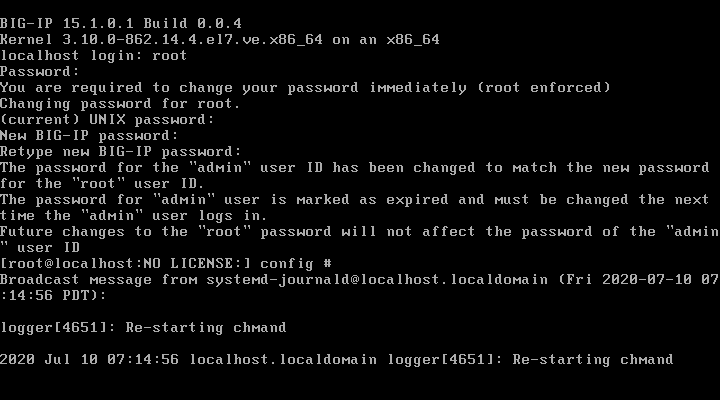 BIG-IP 15.1.0.1 Build 0.0.4
Kernel 3.10.0-862.14.4.el7.ve.x86_64 on an x86_64
localhost login: root
Password:
You are required to change your password immediately (root enforced)
Changing password for root.
(current) UNIX password:
New BIG-IP password:
Retype new BIG-IP password:
The password for the "admin" user ID has been changed to match the new password
for the "root" user ID.
The password for "admin" user is marked as expired and must be changed the next
time the "admin" user logs in.
Future changes to the "root" password will not affect the password of the "admin
" user ID
[root@localhost:NO LICENSE:] config #
Broadcast message from systemd-journald@localhost.localdomain (Fri 2020-07-10 07
:14:56 PDT):
logger[4651]: Re-starting chmand
2020 Jul 10 07:14:56 localhost.localdomain logger[4651]: Re-starting chmand